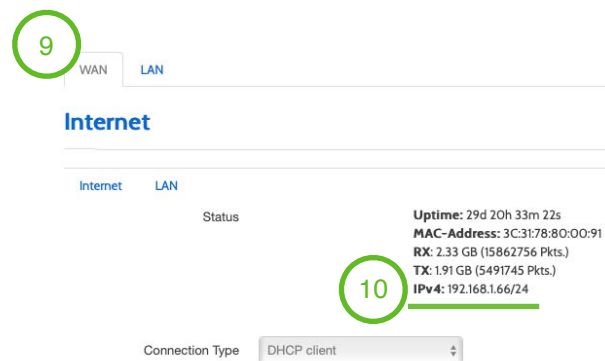 9
WAN LAN
Internet
Internet LAN
Status
Uptime: 29d 20h 33m 22s
MAC-Address: 3C:31:78:80:00:91
RX: 2.33 GB (15862756 Pkts.)
TX: 1.91 GB (5491745 Pkts.)
10 IPv4: 192.168.1.66/24
Connection Type DHCP client